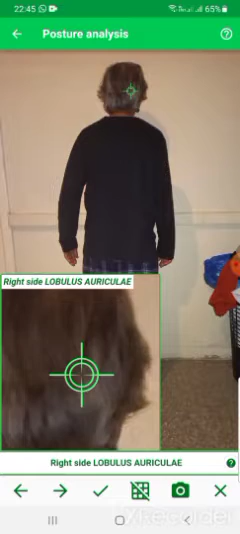 22:45 65%
Posture analysis
Right side LOBULUS AURICULAE
Right side LOBULUS AURICULAE
XRecorder